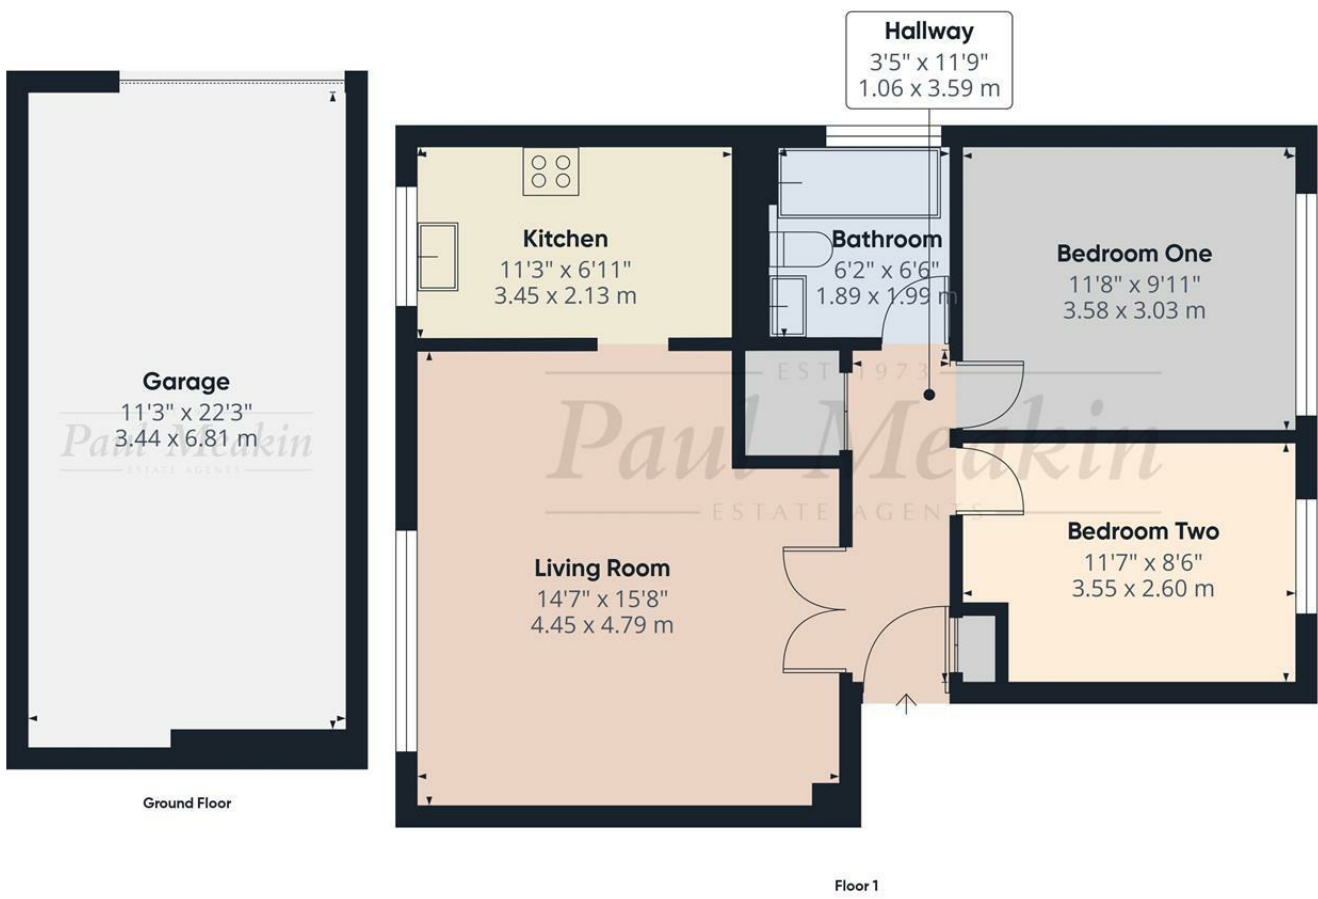 Hallway
3'5" x 11'9"
1.06 x 3.59 m
Kitchen
11'3" x 6'11"
3.45 x 2.13 m
Bathroom
6'2" x 6'6"
1.89 x 1.99 m
Bedroom One
11'8" x 9'11"
3.58 x 3.03 m
Garage
11'3" x 22'3"
3.44 x 6.81 m
Paul Meakin
ESTATE AGENTS
EST 1973
Paul Meakin
ESTATE AGENTS
Living Room
14'7" x 15'8"
4.45 x 4.79 m
Bedroom Two
11'7" x 8'6"
3.55 x 2.60 m
Ground Floor
Floor 1